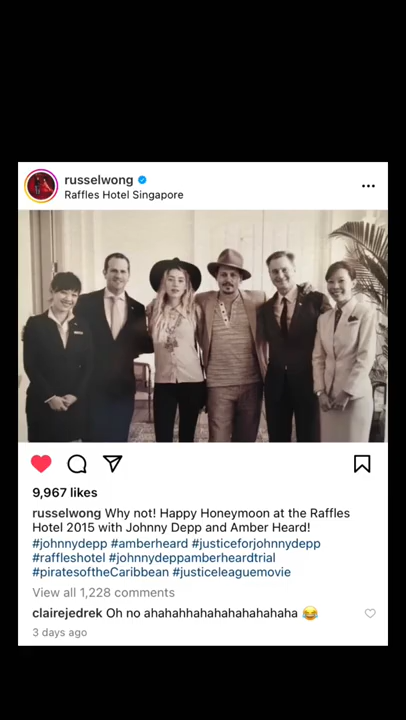 russelwong
Raffles Hotel Singapore
9,967 likes
russelwong Why not! Happy Honeymoon at the Raffles
Hotel 2015 with Johnny Depp and Amber Heard!
#johnnydepp #amberheard #justiceforjohnnydepp
#raffleshotel #johnnydeppamberheardtrial
#piratesoftheCaribbean #justiceleaguemovie
View all 1,228 comments
clairejedrek Oh no ahahahhahahahahahahaha 😂
3 days ago